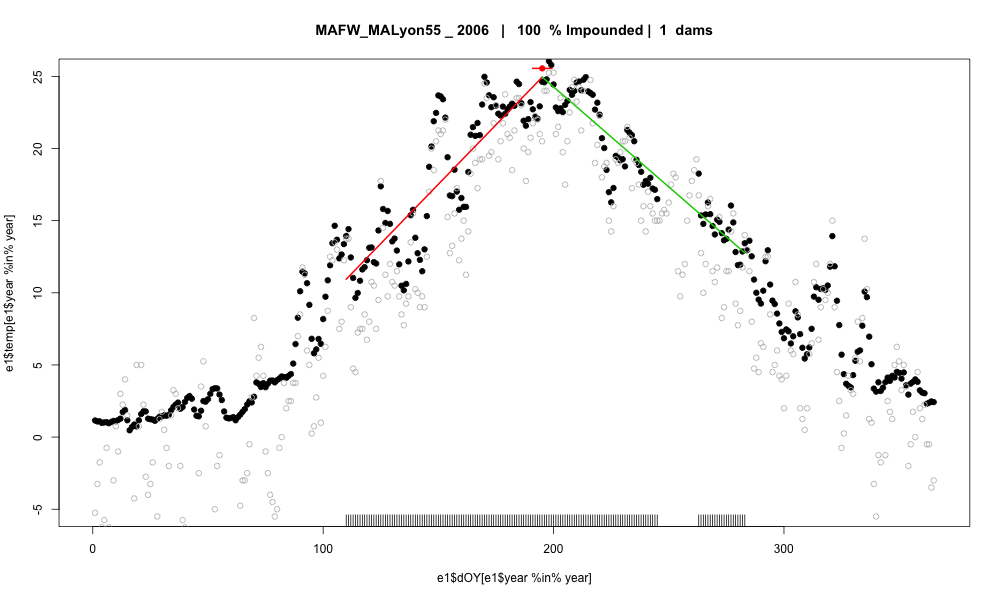 MAFW_MALyon55 _ 2006 | 100 % Impounded | 1 dams
e1$temp[e1$year %in% year]
25
20
15
10
5
0
-5
0 100 200 300
e1$dOY[e1$year %in% year]